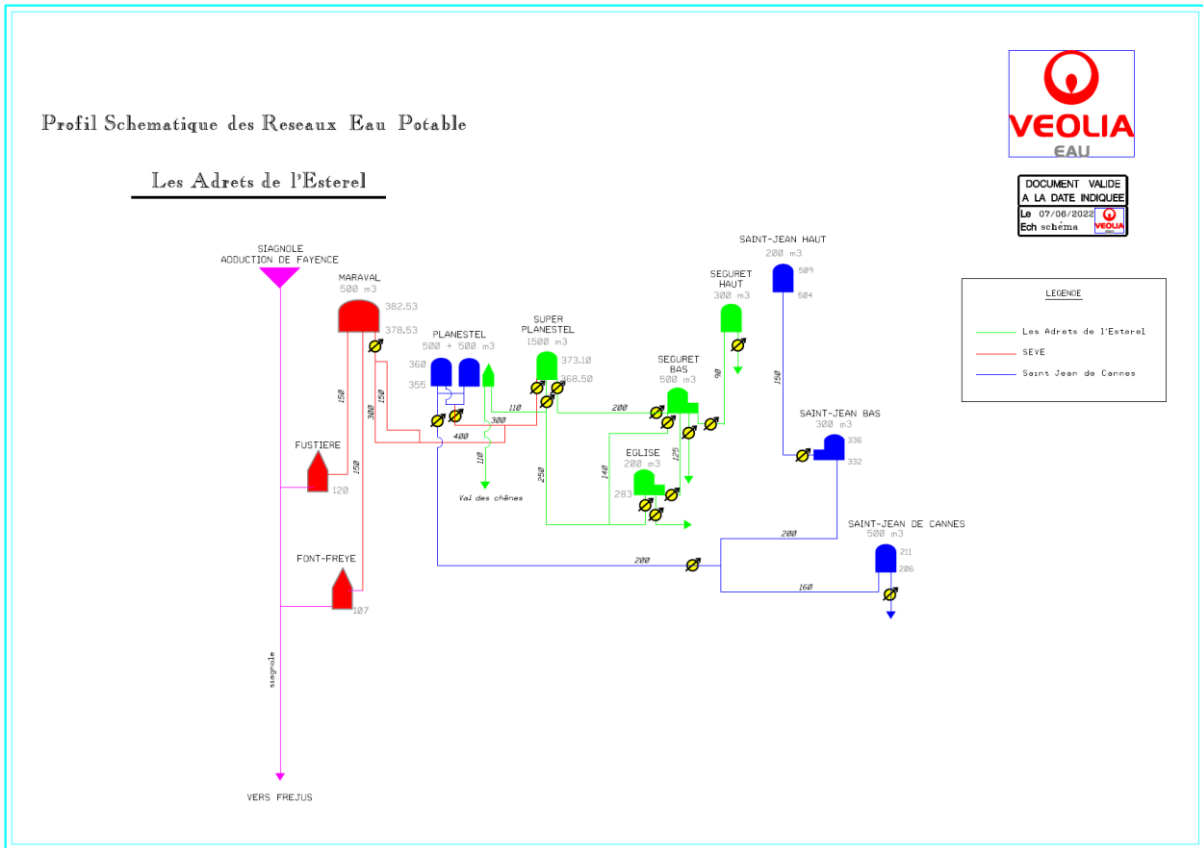 Profil Schematique des Reseaux Eau Potable
Les Adrets de l'Esterel
VEOLIA
EAU
DOCUMENT VALIDE
A LA DATE INDIQUEE
Le 07/06/2022
Ech schéma
VEOLIA
EAU
LEGENDE
Les Adrets de l'Esterel
SEVE
Saint Jean de Cannes
SIAGNOLE
ADDUCTION DE FAYENCE
MARAVAL
500 m3
382.53
378.53
PLANESTEL
500 + 500 m3
360
355
SUPER
PLANESTEL
1500 m3
373.10
368.50
SEGURET
BAS
500 m3
SEGURET
HAUT
300 m3
SAINT-JEAN HAUT
200 m3
509
504
SAINT-JEAN BAS
300 m3
336
332
SAINT-JEAN DE CANNES
500 m3
211
206
EGLISE
200 m3
283
FUSTIERE
120
FONT-FREYE
107
150
300
150
150
400
300
110
110
Val des chênes
250
200
140
125
90
150
200
200
160
siagnole
VERS FREJUS